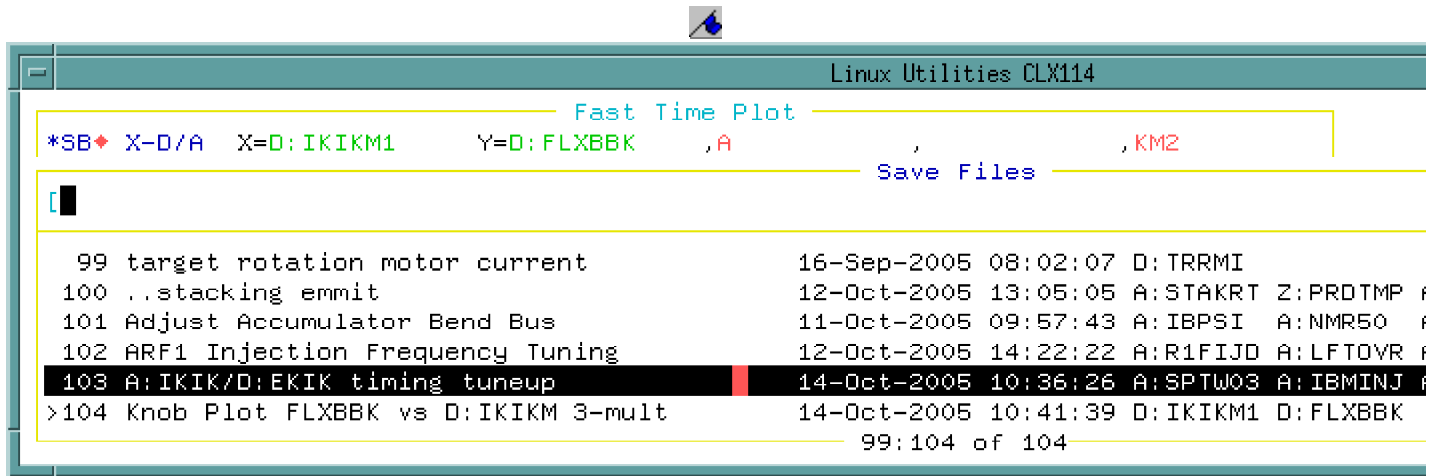 Linux Utilities CLX114
Fast Time Plot
*SB♦ X-D/A X=D:IKIKM1 Y=D:FLXBBK ,A , ,KM2
Save Files
[
99 target rotation motor current 16-Sep-2005 08:02:07 D:TRRMI
100 ..stacking emmit 12-Oct-2005 13:05:05 A:STAKRT Z:PRDTMP
101 Adjust Accumulator Bend Bus 11-Oct-2005 09:57:43 A:IBPSI A:NMR50
102 ARF1 Injection Frequency Tuning 12-Oct-2005 14:22:22 A:R1FIJD A:LFTOVR
103 A:IKIK/D:EKIK timing tuneup 14-Oct-2005 10:36:26 A:SPTW03 A:IBMINJ
>104 Knob Plot FLXBBK vs D:IKIKM 3-mult 14-Oct-2005 10:41:39 D:IKIKM1 D:FLXBBK
99:104 of 104